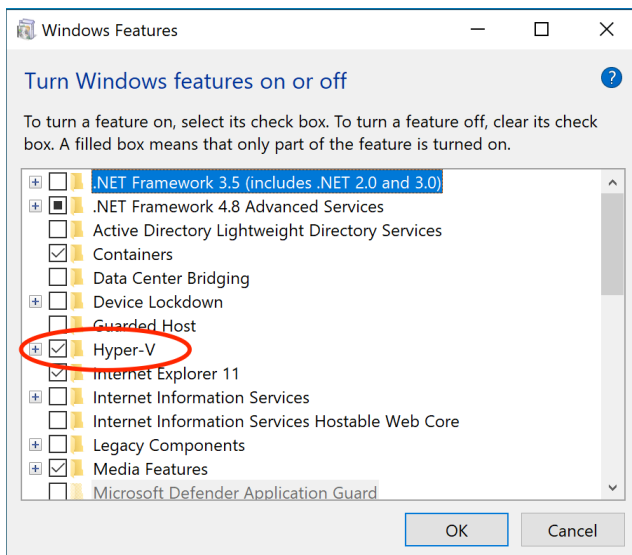 Windows Features
Turn Windows features on or off
?
To turn a feature on, select its check box. To turn a feature off, clear its check
box. A filled box means that only part of the feature is turned on.
.NET Framework 3.5 (includes .NET 2.0 and 3.0)
.NET Framework 4.8 Advanced Services
Active Directory Lightweight Directory Services
Containers
Data Center Bridging
Device Lockdown
Guarded Host
Hyper-V
Internet Explorer 11
Internet Information Services
Internet Information Services Hostable Web Core
Legacy Components
Media Features
Microsoft Defender Application Guard
OK Cancel